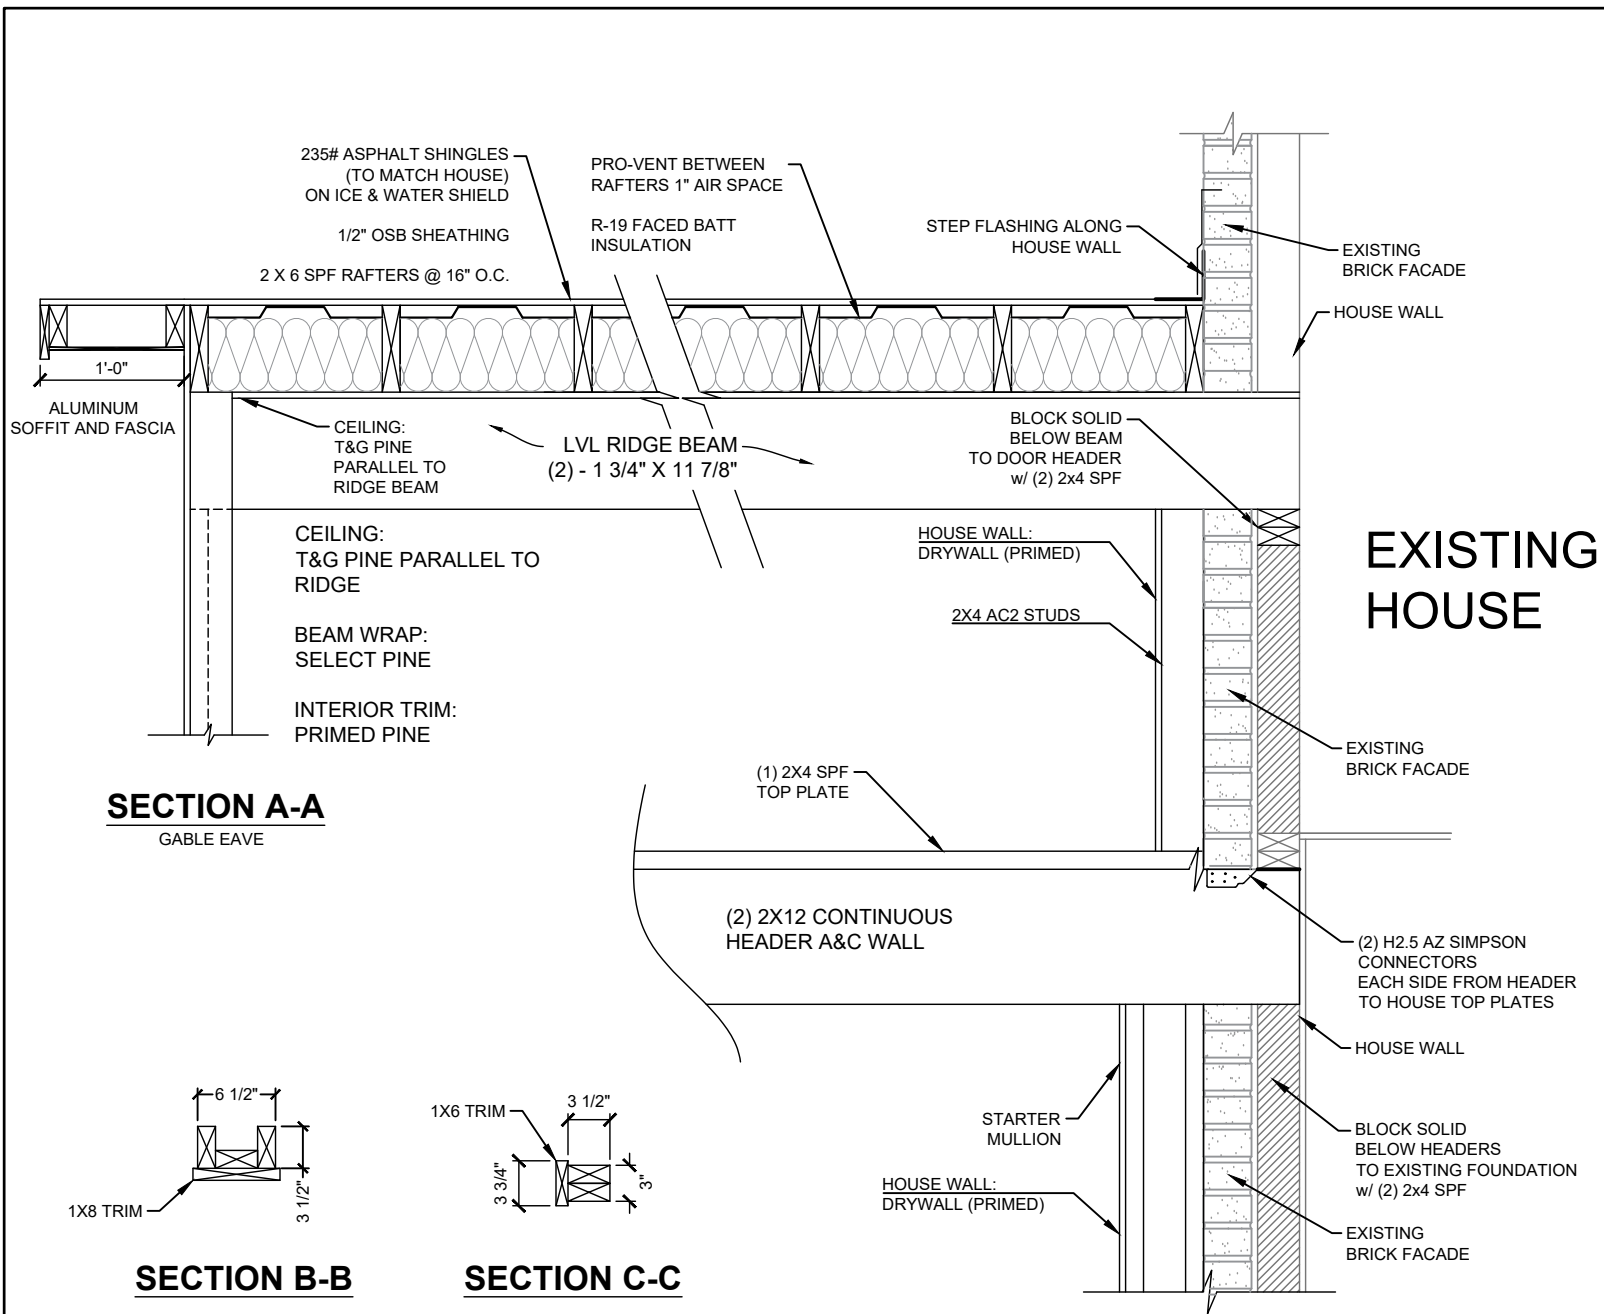 235# ASPHALT SHINGLES
(TO MATCH HOUSE)
ON ICE & WATER SHIELD
1/2" OSB SHEATHING
2 X 6 SPF RAFTERS @ 16" O.C.
PRO-VENT BETWEEN
RAFTERS 1" AIR SPACE
R-19 FACED BATT
INSULATION
STEP FLASHING ALONG
HOUSE WALL
EXISTING
BRICK FACADE
HOUSE WALL
1'-0"
ALUMINUM
SOFFIT AND FASCIA
CEILING:
T&G PINE
PARALLEL TO
RIDGE BEAM
LVL RIDGE BEAM
(2) - 1 3/4" X 11 7/8"
BLOCK SOLID
BELOW BEAM
TO DOOR HEADER
w/ (2) 2x4 SPF
CEILING:
T&G PINE PARALLEL TO
RIDGE
BEAM WRAP:
SELECT PINE
INTERIOR TRIM:
PRIMED PINE
HOUSE WALL:
DRYWALL (PRIMED)
2X4 AC2 STUDS
EXISTING
HOUSE
EXISTING
BRICK FACADE
SECTION A-A
GABLE EAVE
(1) 2X4 SPF
TOP PLATE
(2) 2X12 CONTINUOUS
HEADER A&C WALL
(2) H2.5 AZ SIMPSON
CONNECTORS
EACH SIDE FROM HEADER
TO HOUSE TOP PLATES
HOUSE WALL
STARTER
MULLION
BLOCK SOLID
BELOW HEADERS
TO EXISTING FOUNDATION
w/ (2) 2x4 SPF
HOUSE WALL:
DRYWALL (PRIMED)
EXISTING
BRICK FACADE
6 1/2"
3 1/2"
1X8 TRIM
SECTION B-B
1X6 TRIM
3 1/2"
3 3/4"
3"
SECTION C-C